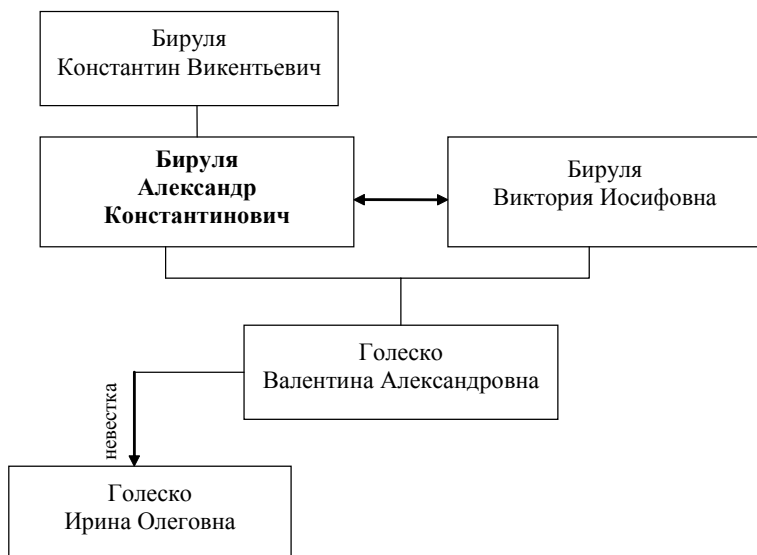 Бируля
Константин Викентьевич
Бируля
Александр
Константинович
Бируля
Виктория Иосифовна
Голеско
Валентина Александровна
невестка
Голеско
Ирина Олеговна